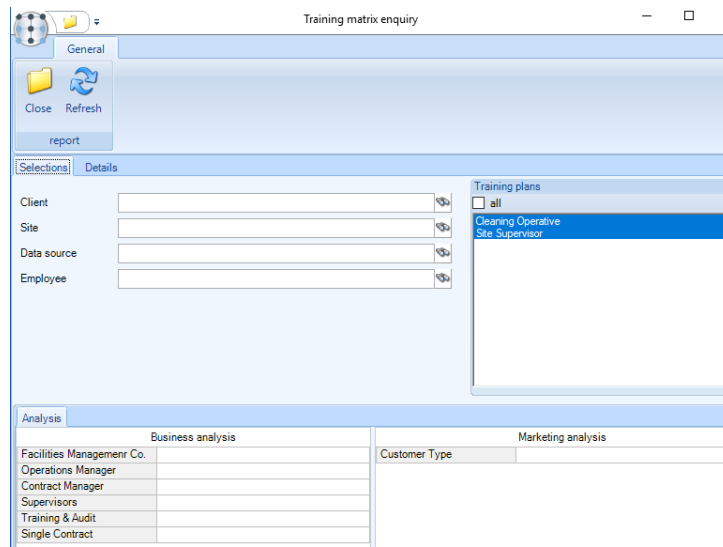 Training matrix enquiry
General
Close
Refresh
report
Selections
Details
Client
Site
Data source
Employee
Training plans
all
Cleaning Operative
Site Supervisor
Analysis
Business analysis
Facilities Managemenr Co.
Operations Manager
Contract Manager
Supervisors
Training & Audit
Single Contract
Marketing analysis
Customer Type